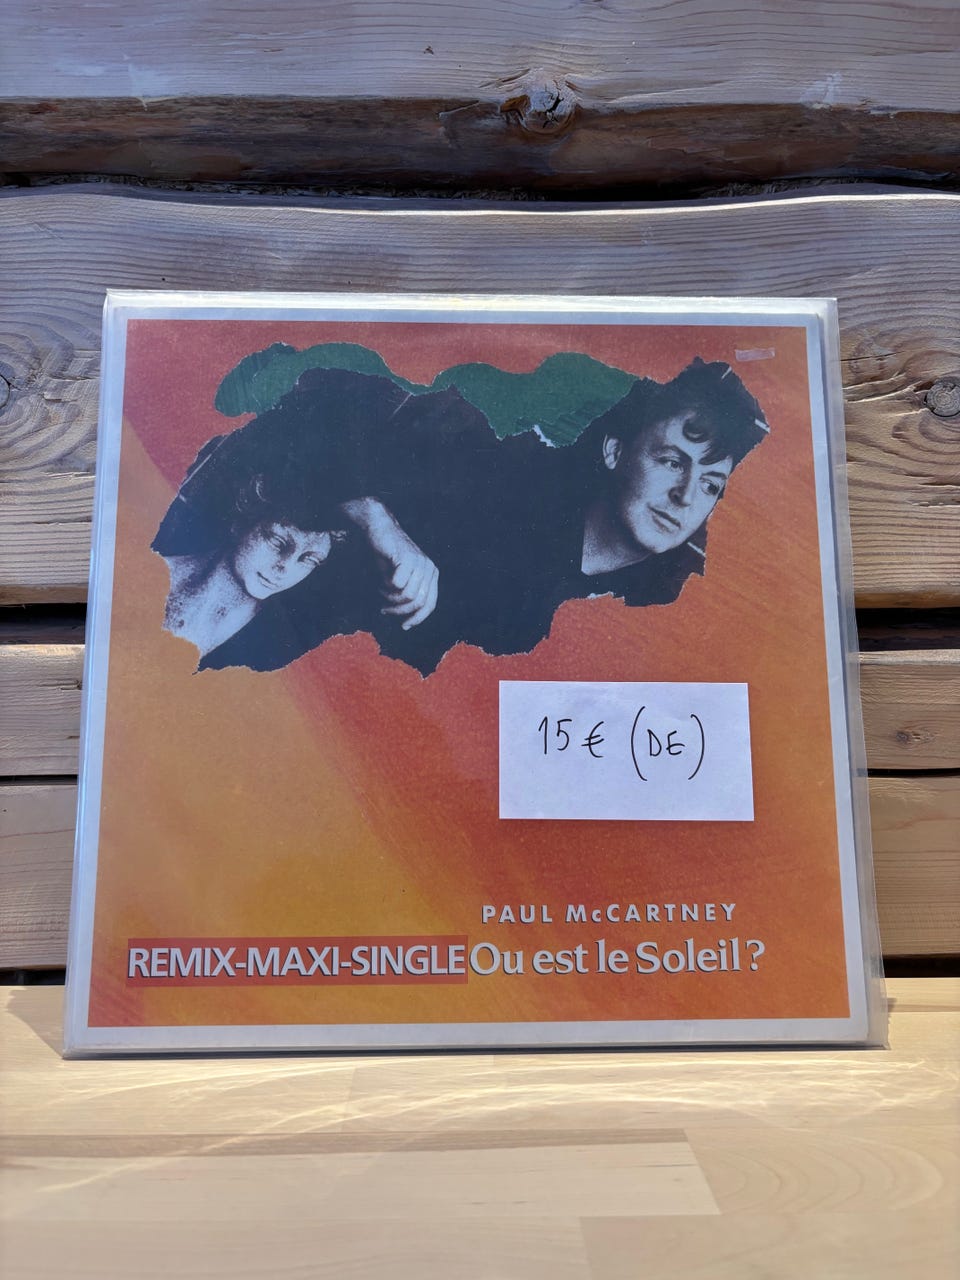 15 € (DE)
PAUL McCARTNEY
REMIX-MAXI-SINGLE Ou est le Soleil ?